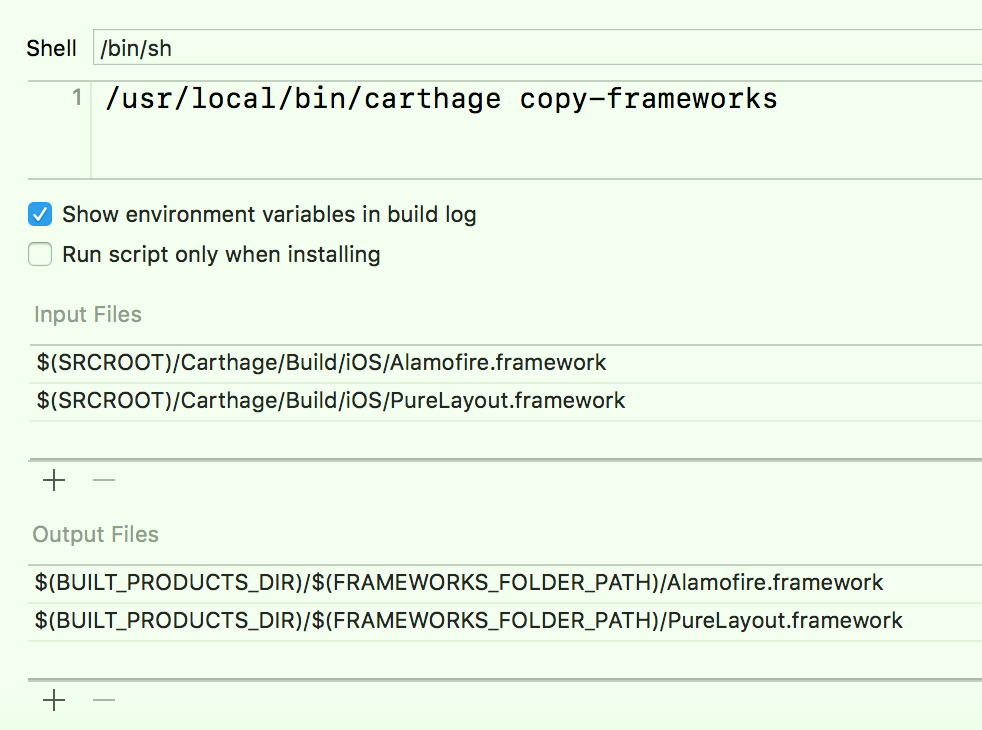 Shell /bin/sh
1 /usr/local/bin/carthage copy-frameworks
Show environment variables in build log
Run script only when installing
Input Files
$(SRCROOT)/Carthage/Build/iOS/Alamofire.framework
$(SRCROOT)/Carthage/Build/iOS/PureLayout.framework
Output Files
$(BUILT_PRODUCTS_DIR)/$(FRAMEWORKS_FOLDER_PATH)/Alamofire.framework
$(BUILT_PRODUCTS_DIR)/$(FRAMEWORKS_FOLDER_PATH)/PureLayout.framework